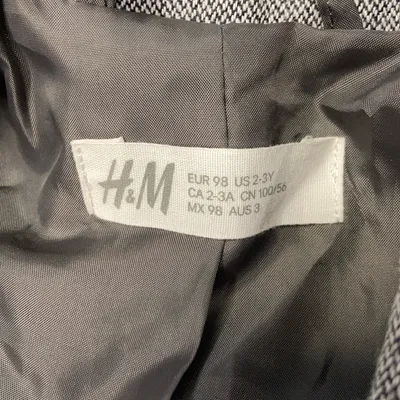 H&M
EUR 98 US 2-3Y
CA 2-3A CN 100/56
MX 98 AUS 3